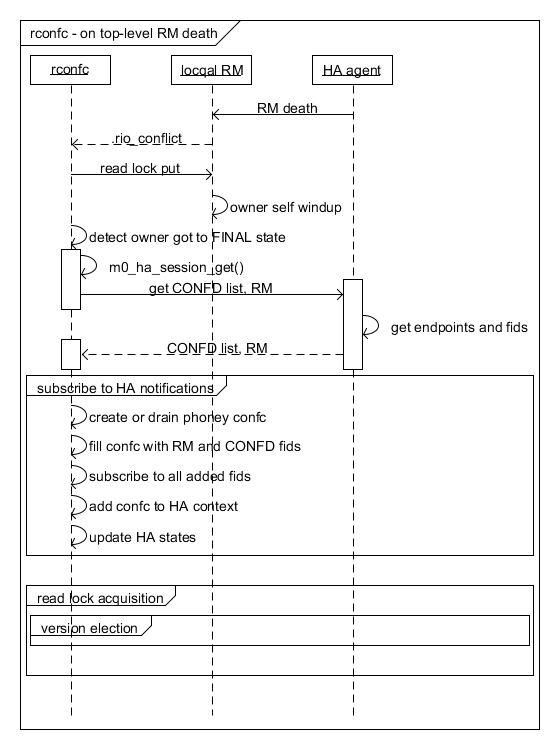 rconfc - on top-level RM death
rconfc
locqal RM
HA agent
RM death
.rio_conflict
read lock put
owner self windup
detect owner got to FINAL state
m0_ha_session_get()
get CONFD list, RM
get endpoints and fids
CONFD list, RM
subscribe to HA notifications
create or drain phoney confc
fill confc with RM and CONFD fids
subscribe to all added fids
add confc to HA context
update HA states
read lock acquisition
version election